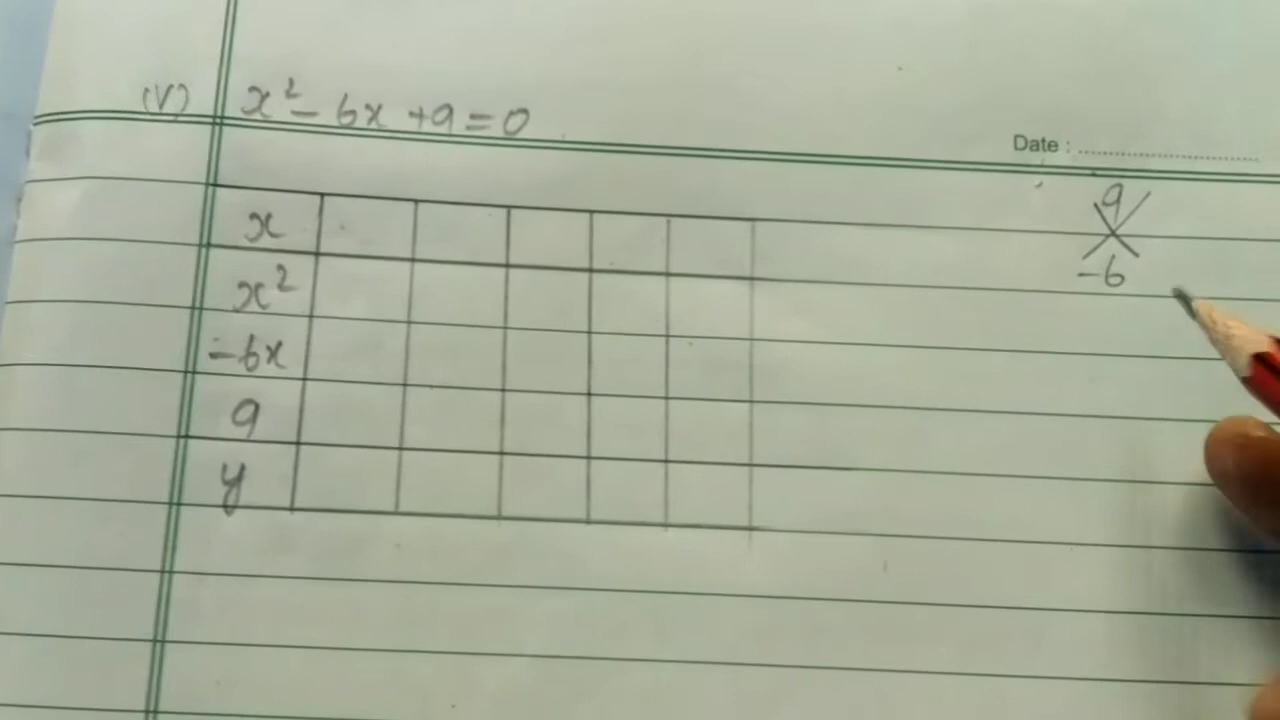 (V) x² - 6x + 9 = 0
Date : ........................
9
x
-6
x²
-6x
9
y